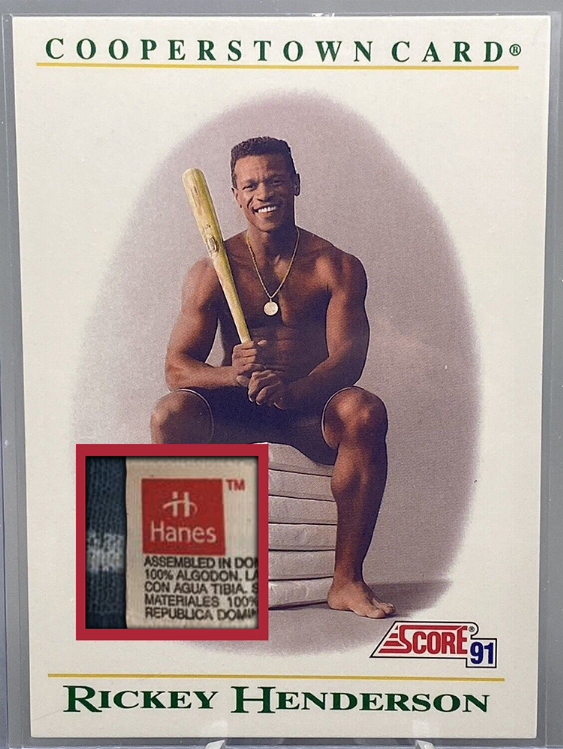 COOPERSTOWN CARD®
Hanes
TM
ASSEMBLED IN DO
100% ALGODON. LA
CON AGUA TIBIA. S
MATERIALES 100%
REPUBLICA DOMIN
SCORE® 91
RICKEY HENDERSON